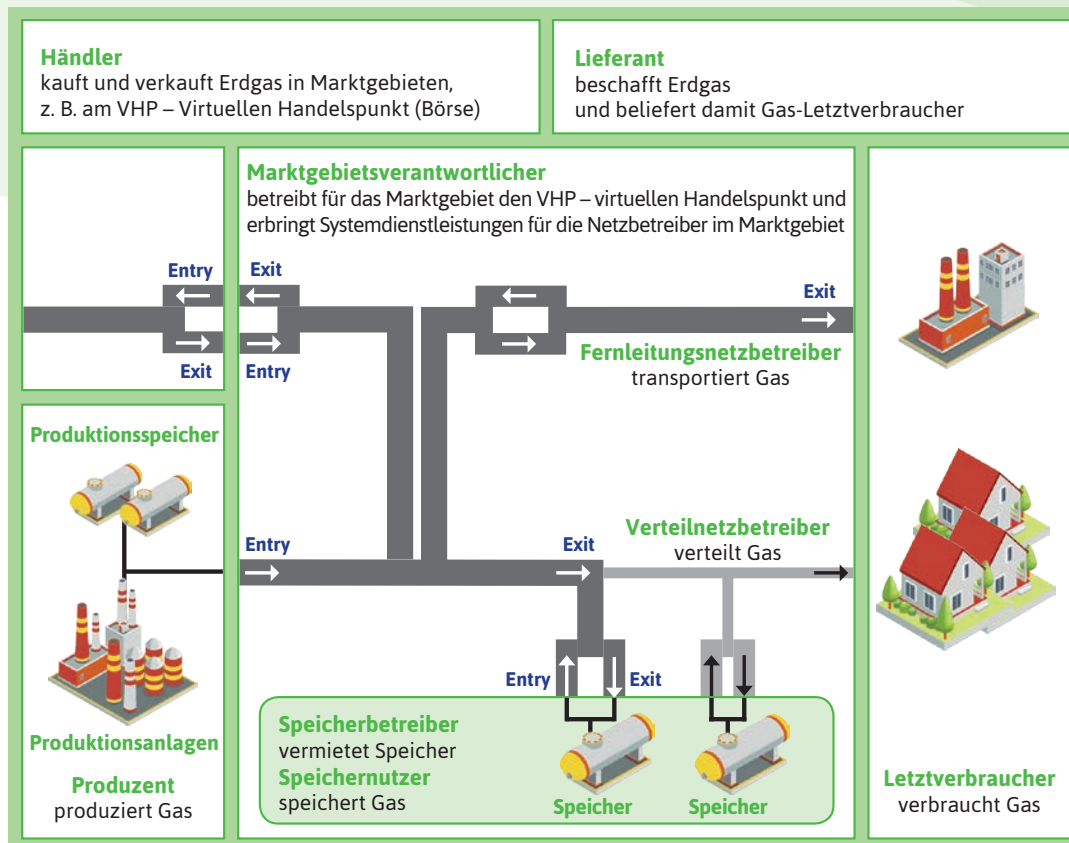 Händler
kauft und verkauft Erdgas in Marktgebieten,
z. B. am VHP – Virtuellen Handelspunkt (Börse)
Lieferant
beschafft Erdgas
und beliefert damit Gas-Letztverbraucher
Marktgebietsverantwortlicher
betreibt für das Marktgebiet den VHP – virtuellen Handelspunkt und
erbringt Systemdienstleistungen für die Netzbetreiber im Marktgebiet
Entry
Exit
Exit
Entry
Exit
Fernleitungsnetzbetreiber
transportiert Gas
Produktionsspeicher
Produktionsanlagen
Produzent
produziert Gas
Entry
Exit
Verteilnetzbetreiber
verteilt Gas
Entry
Exit
Speicherbetreiber
vermietet Speicher
Speichernutzer
speichert Gas
Speicher
Speicher
Letztverbraucher
verbraucht Gas